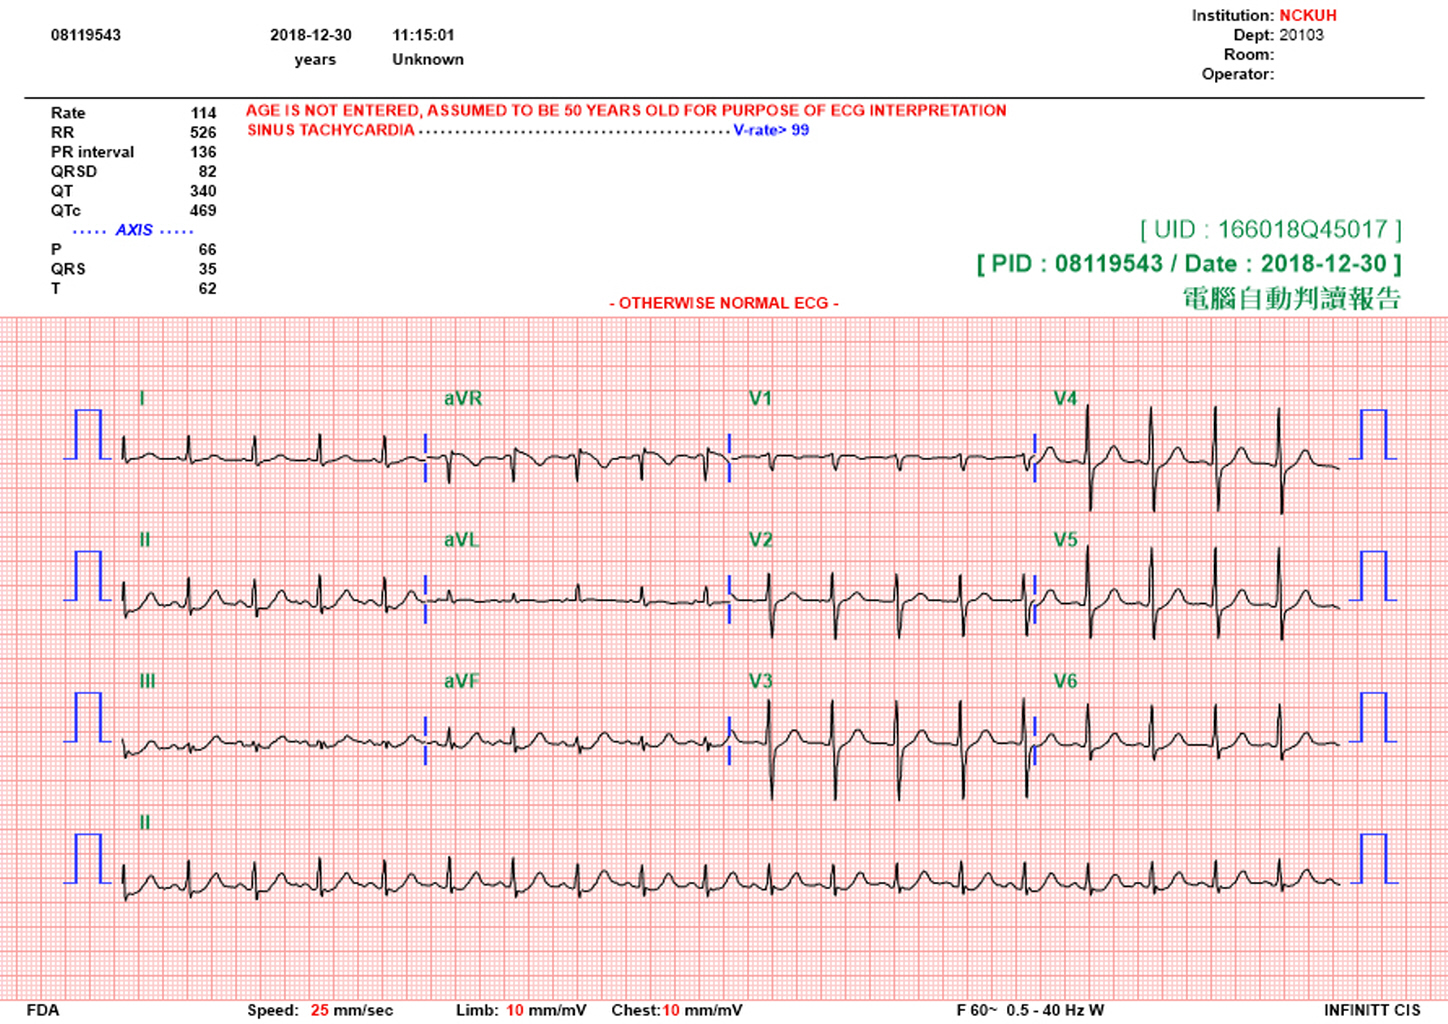 Institution: NCKUH
08119543 2018-12-30 11:15:01 Dept: 20103
years Unknown Room:
Operator:
Rate 114 AGE IS NOT ENTERED, ASSUMED TO BE 50 YEARS OLD FOR PURPOSE OF ECG INTERPRETATION
RR 526 SINUS TACHYCARDIA ....................................... V-rate> 99
PR interval 136
QRSD 82
QT 340
QTc 469
..... AXIS .....
[ UID : 166018Q45017 ]
P 66
[ PID : 08119543 / Date : 2018-12-30 ]
QRS 35
T 62
電腦自動判讀報告
- OTHERWISE NORMAL ECG -
I aVR V1 V4
II aVL V2 V5
III aVF V3 V6
II
FDA Speed: 25 mm/sec Limb: 10 mm/mV Chest:10 mm/mV F 60~ 0.5 - 40 Hz W INFINITT CIS